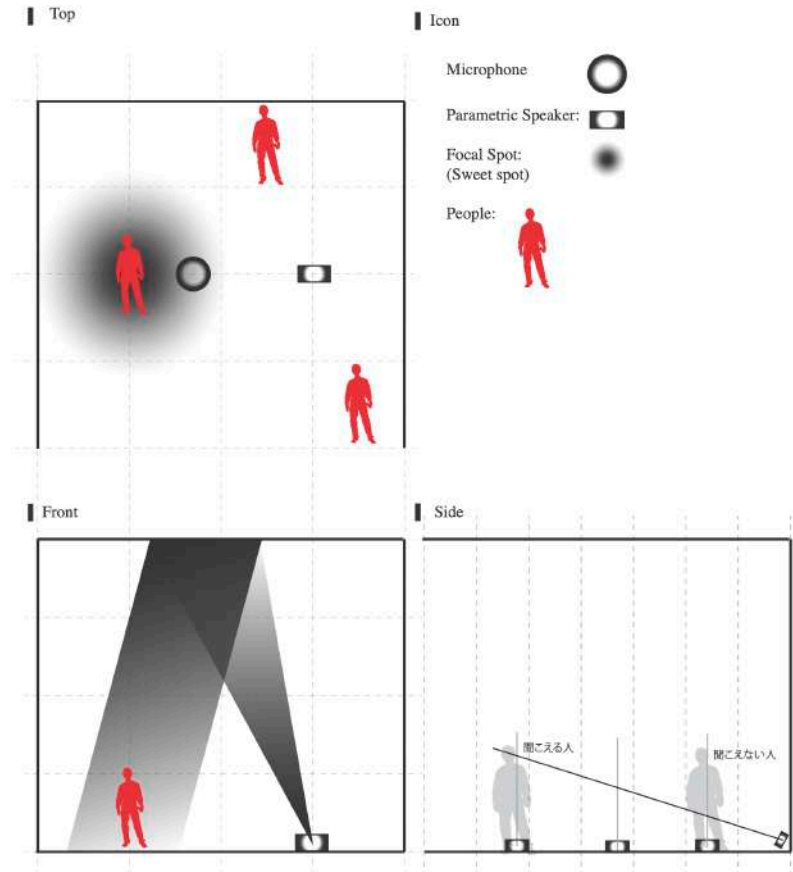 Top
Icon
Microphone
Parametric Speaker:
Focal Spot:
(Sweet spot)
People:
Front
Side
聞こえる人
聞こえない人